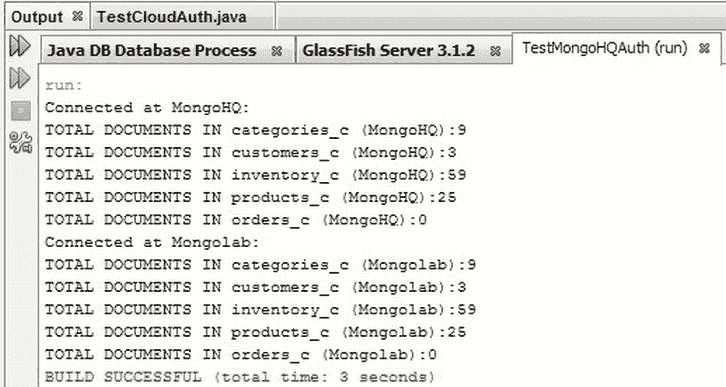 Output TestCloudAuth.java
Java DB Database Process GlassFish Server 3.1.2 TestMongoHQAuth (run)
run:
Connected at MongoHQ:
TOTAL DOCUMENTS IN categories_c (MongoHQ):9
TOTAL DOCUMENTS IN customers_c (MongoHQ):3
TOTAL DOCUMENTS IN inventory_c (MongoHQ):59
TOTAL DOCUMENTS IN products_c (MongoHQ):25
TOTAL DOCUMENTS IN orders_c (MongoHQ):0
Connected at Mongolab:
TOTAL DOCUMENTS IN categories_c (Mongolab):9
TOTAL DOCUMENTS IN customers_c (Mongolab):3
TOTAL DOCUMENTS IN inventory_c (Mongolab):59
TOTAL DOCUMENTS IN products_c (Mongolab):25
TOTAL DOCUMENTS IN orders_c (Mongolab):0
BUILD SUCCESSFUL (total time: 3 seconds)